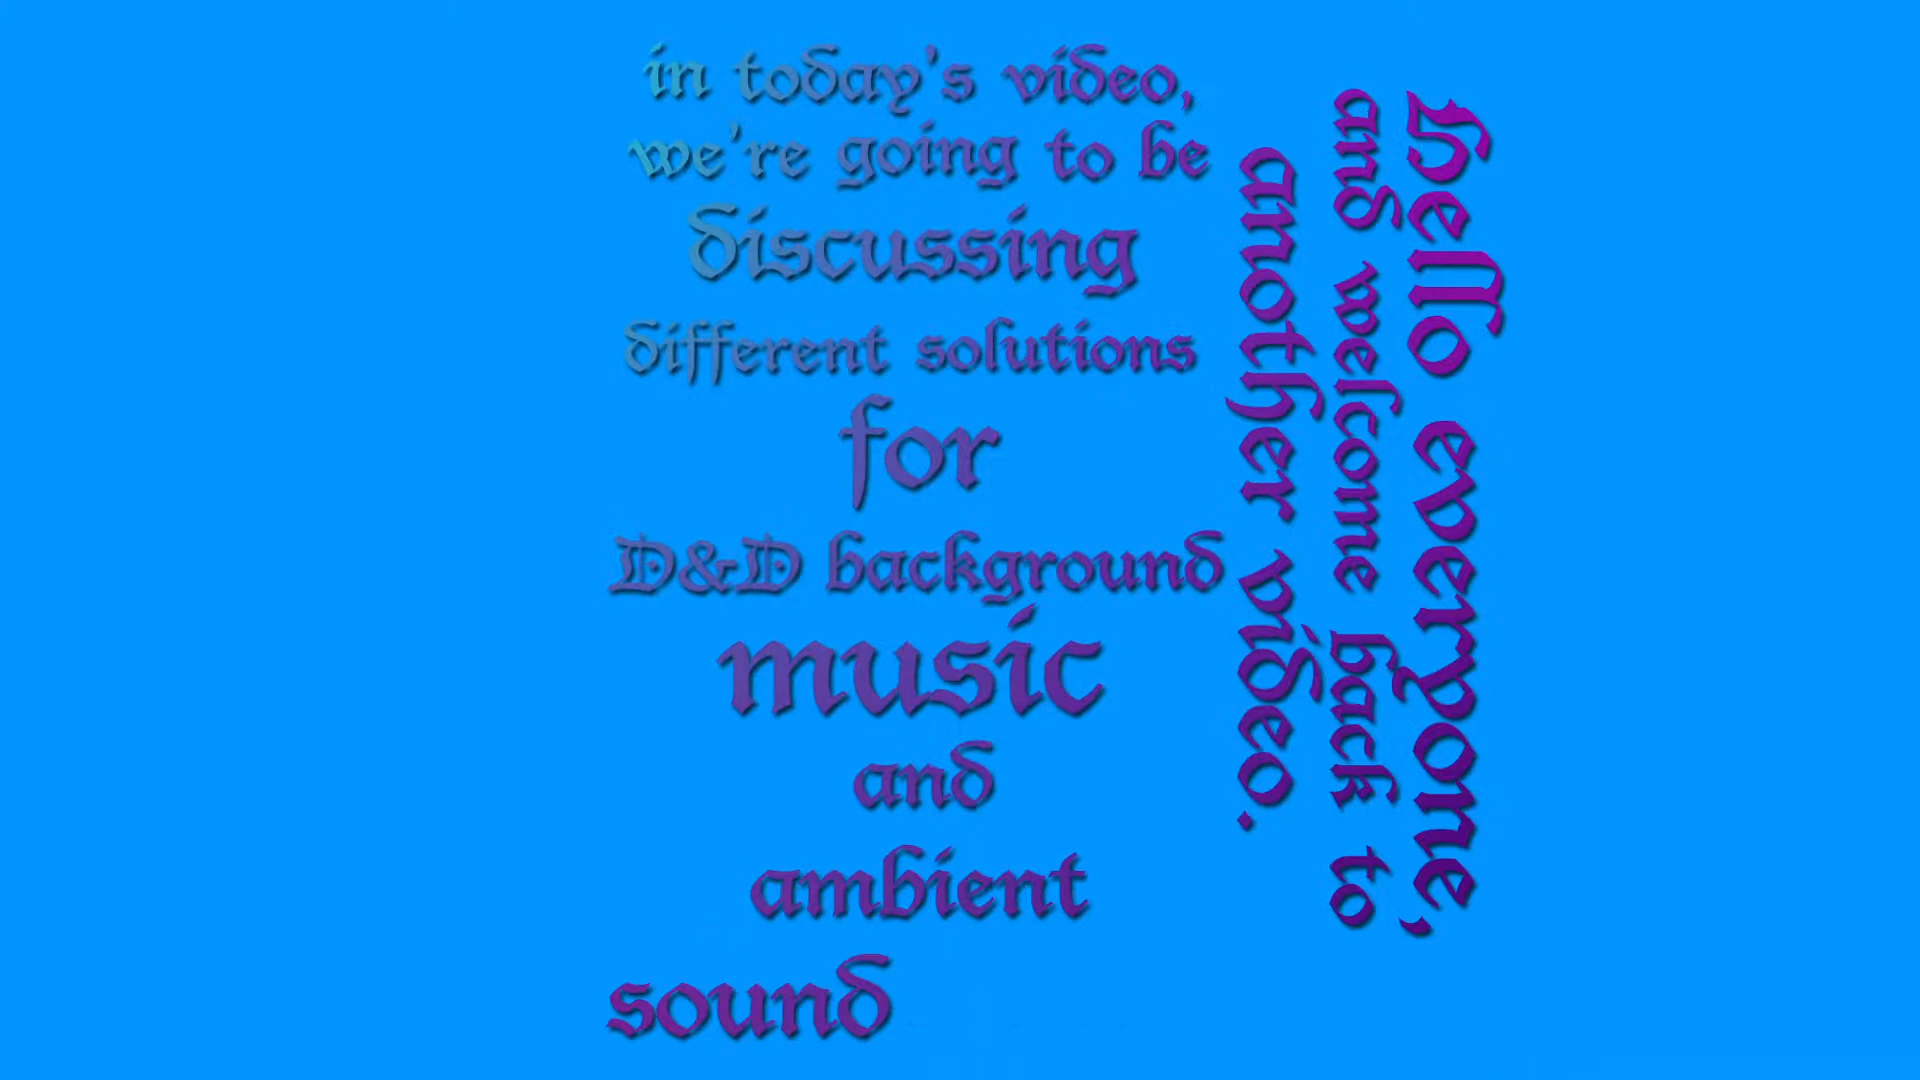 Hello everyone,
and welcome back to
another video.
in today's video,
we're going to be
discussing
different solutions
for
D&D background
music
and
ambient
sound